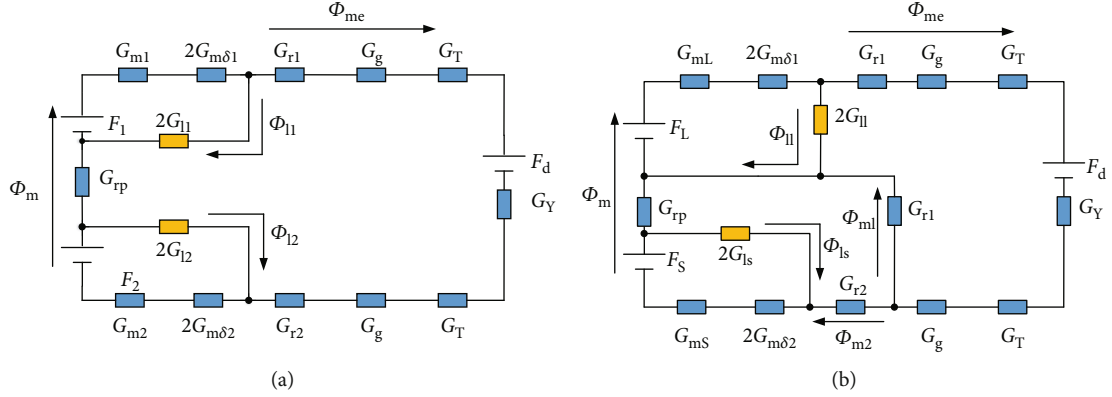 Φme
Gm1 2Gmδ1 Gr1 Gg GT
F1 2Gl1 Φl1
Φm Grp Fd
GY
2Gl2 Φl2
F2
Gm2 2Gmδ2 Gr2 Gg GT
(a)
Φme
GmL 2Gmδ1 Gr1 Gg GT
2Gll
FL Φll
Fd
Φm Grp Φml Gr1 GY
FS 2Gls Φls
Gr2
GmS 2Gmδ2 Φm2 Gg GT
(b)